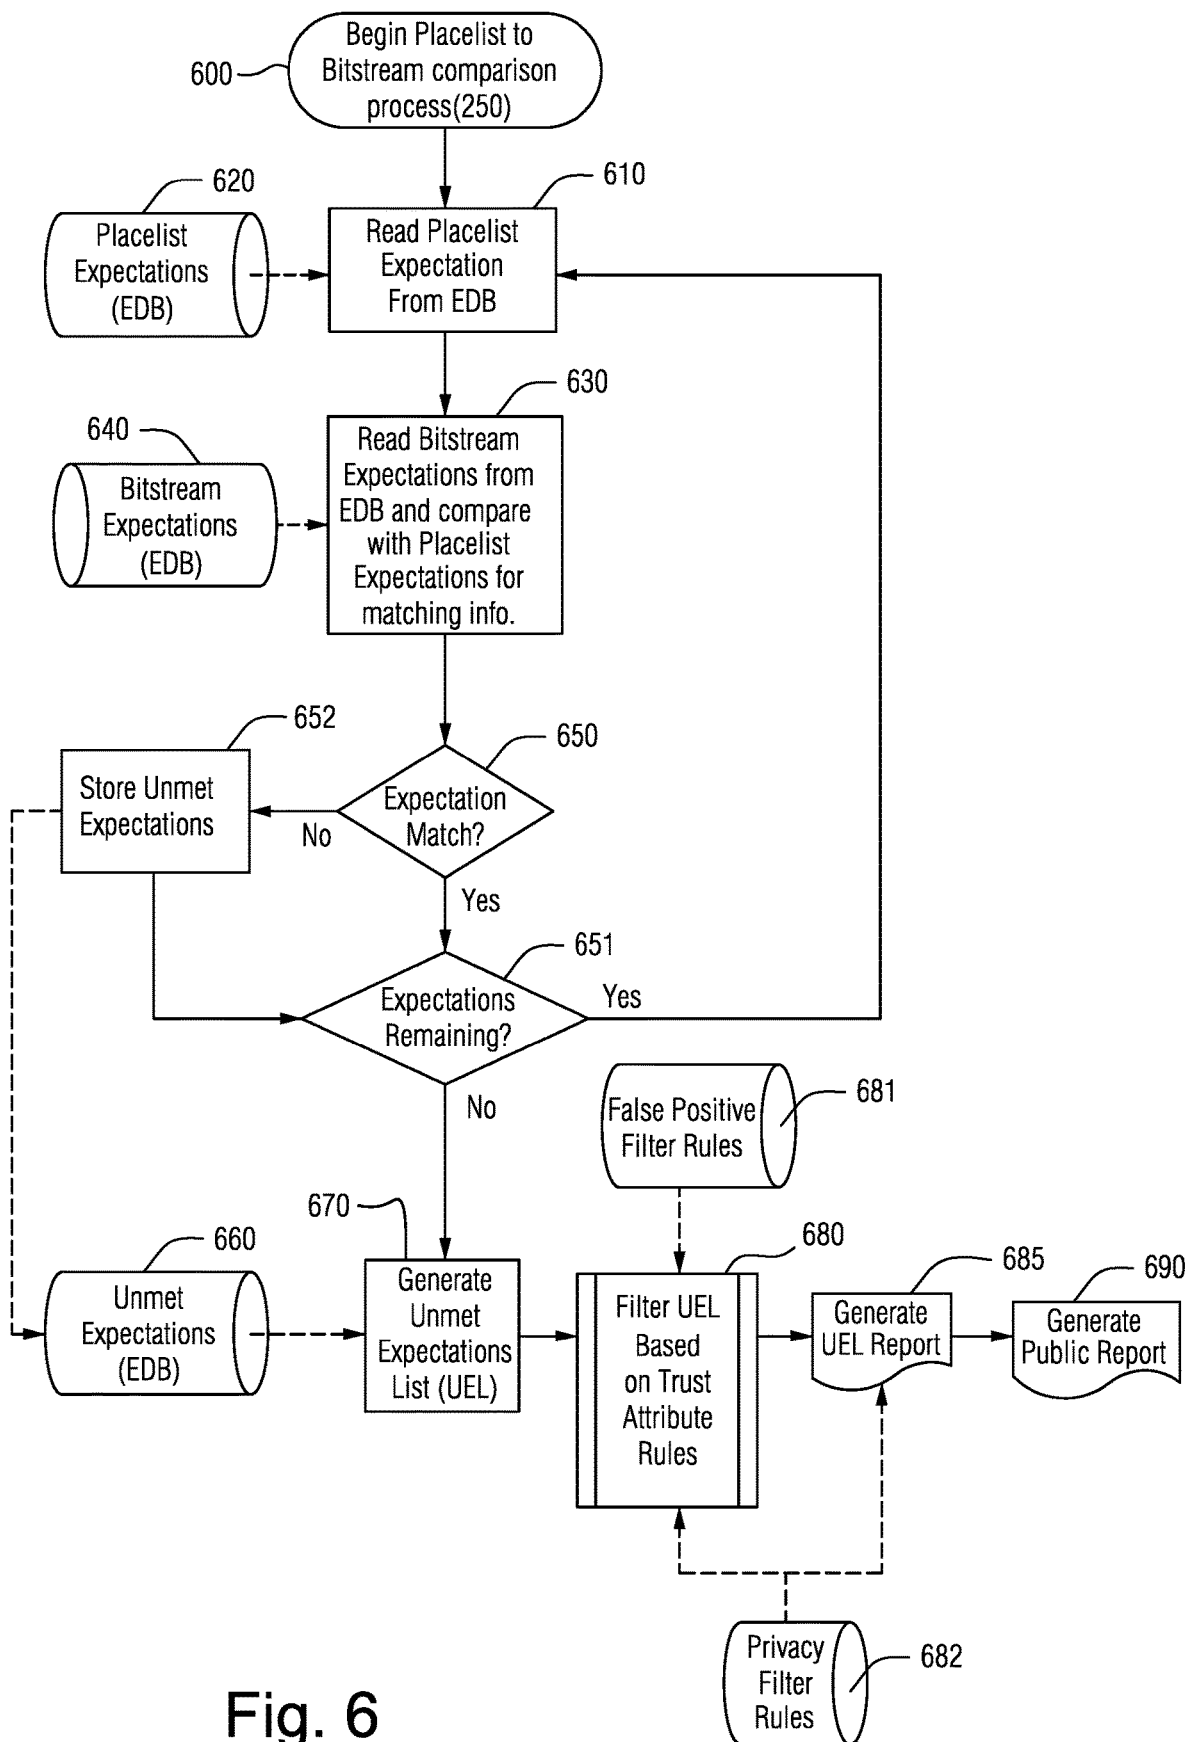 Begin Placelist to
Bitstream comparison
process(250)
600
620
610
Placelist
Expectations
(EDB)
Read Placelist
Expectation
From EDB
630
640
Bitstream
Expectations
(EDB)
Read Bitstream
Expectations from
EDB and compare
with Placelist
Expectations for
matching info.
652
650
Store Unmet
Expectations
No
Expectation
Match?
Yes
651
Expectations
Remaining?
Yes
No
False Positive
Filter Rules
681
660
670
680
685
690
Unmet
Expectations
(EDB)
Generate
Unmet
Expectations
List (UEL)
Filter UEL
Based
on Trust
Attribute
Rules
Generate
UEL Report
Generate
Public Report
Privacy
Filter
Rules
682
Fig. 6